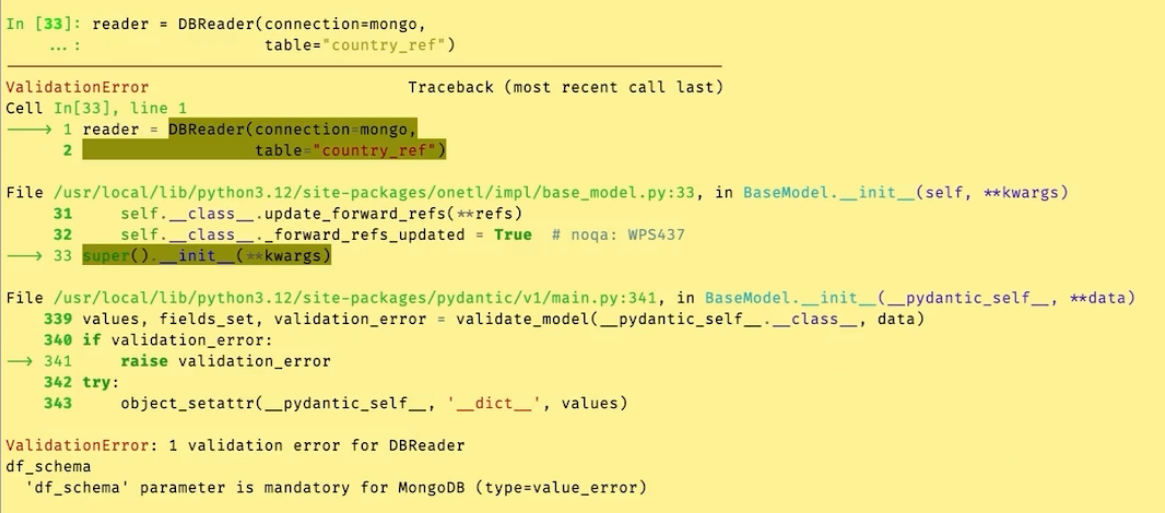 In [33]: reader = DBReader(connection=mongo,
    ...:                    table="country_ref")
ValidationError                           Traceback (most recent call last)
Cell In[33], line 1
----> 1 reader = DBReader(connection=mongo,
      2                   table="country_ref")
File /usr/local/lib/python3.12/site-packages/onetl/impl/base_model.py:33, in BaseModel.__init__(self, **kwargs)
     31     self.__class__.update_forward_refs(**refs)
     32     self.__class__._forward_refs_updated = True  # noqa: WPS437
---> 33 super().__init__(**kwargs)
File /usr/local/lib/python3.12/site-packages/pydantic/v1/main.py:341, in BaseModel.__init__(__pydantic_self__, **data)
    339 values, fields_set, validation_error = validate_model(__pydantic_self__.__class__, data)
    340 if validation_error:
--> 341     raise validation_error
    342 try:
    343     object_setattr(__pydantic_self__, '__dict__', values)
ValidationError: 1 validation error for DBReader
df_schema
  'df_schema' parameter is mandatory for MongoDB (type=value_error)